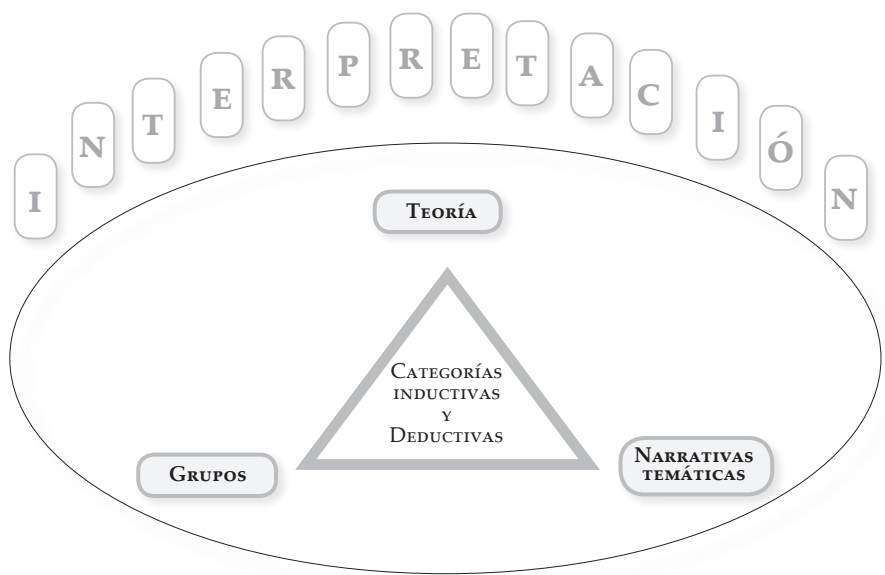 INTERPRETACIÓN
Teoría
Categorías
inductivas
y
Deductivas
Grupos
Narrativas
temáticas